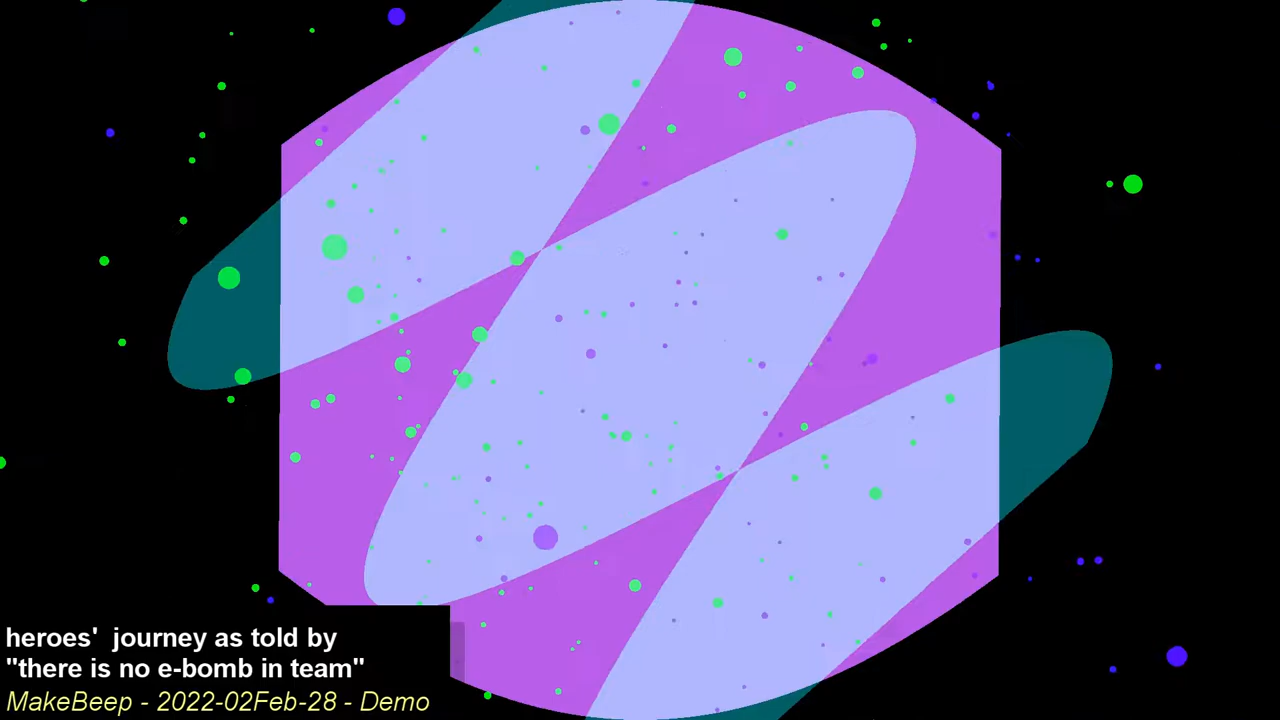 heroes'  journey as told by
"there is no e-bomb in team"
MakeBeep - 2022-02Feb-28 - Demo